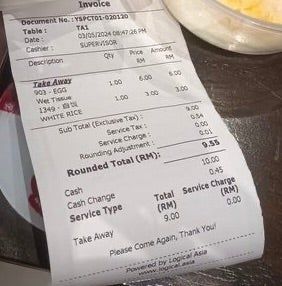 Invoice
Document No. :YSPCT01-020120
Table : TA1
Date : 03/05/2024 08:47:26 PM
Cashier : SUPERVISOR
Description Qty Price RM Amount RM
Take Away
903 - EGG 1.00 6.00 6.00
Wet Tissue
1349 - 白饭 1.00 3.00 3.00
WHITE RICE
Sub Total (Exclusive Tax) : 9.00
Service Tax : 0.54
Service Charge : 0.00
Rounding Adjustment : 0.01
Rounded Total (RM): 9.55
Cash 10.00
Cash Change 0.45
Service Type Total (RM) Service Charge (RM)
Take Away 9.00 0.00
Please Come Again, Thank You!
Powered by Logical Asia
www.logical.asia